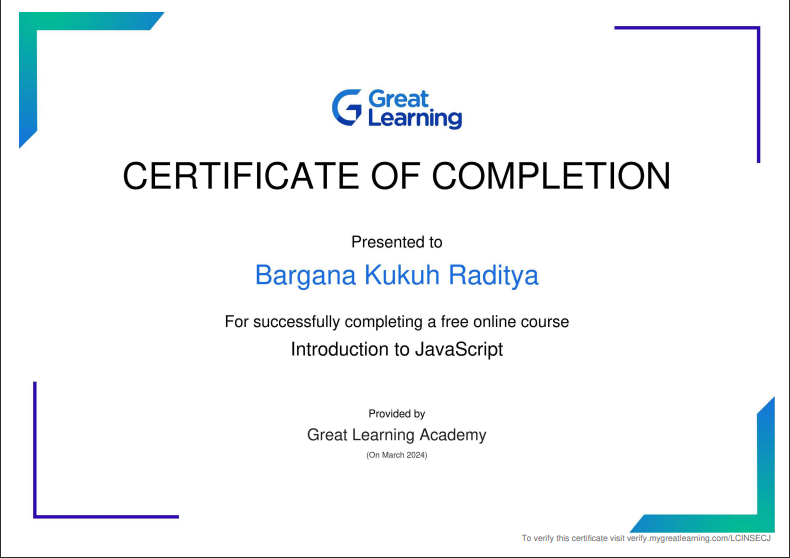 Great
Learning
CERTIFICATE OF COMPLETION
Presented to
Bargana Kukuh Raditya
For successfully completing a free online course
Introduction to JavaScript
Provided by
Great Learning Academy
(On March 2024)
To verify this certificate visit verify.mygreatlearning.com/LCINSECJ